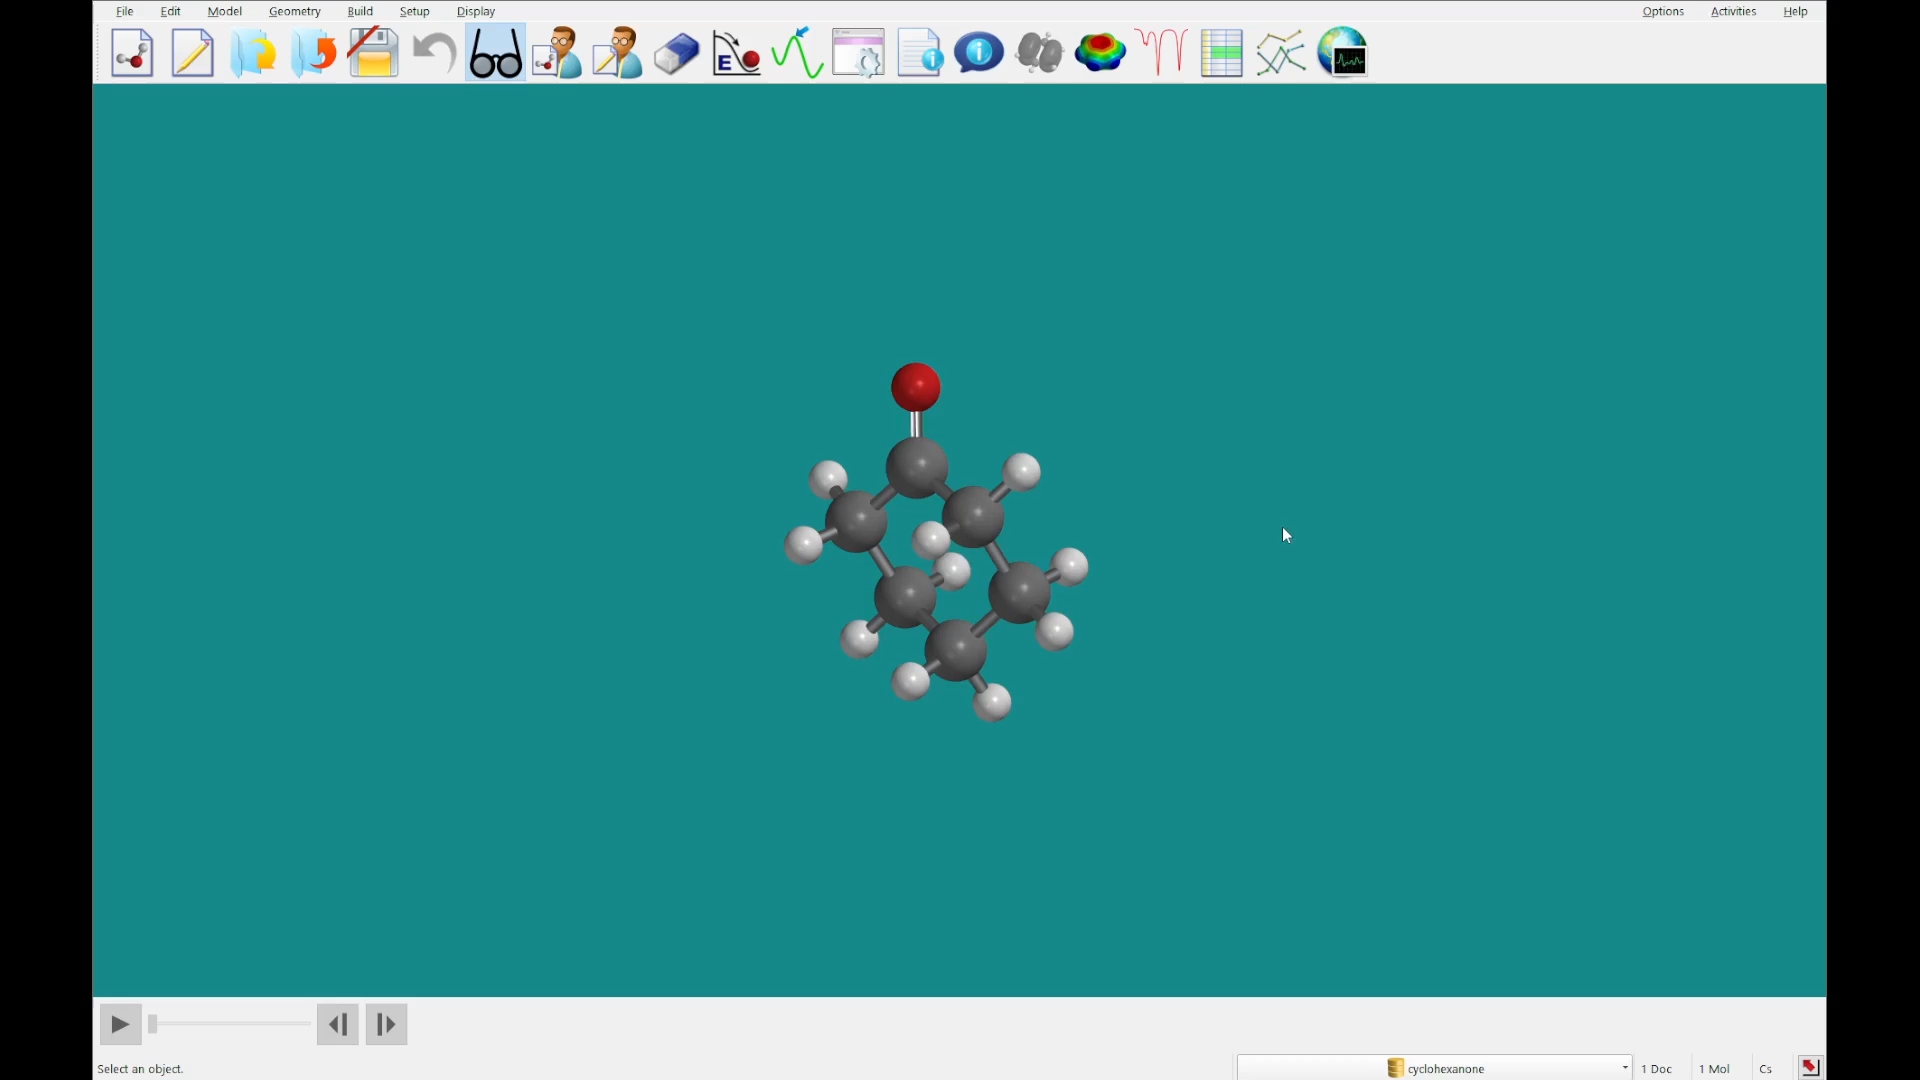 File Edit Model Geometry Build Setup Display Options Activities Help
E
Select an object. cyclohexanone 1 Doc 1 Mol Cs